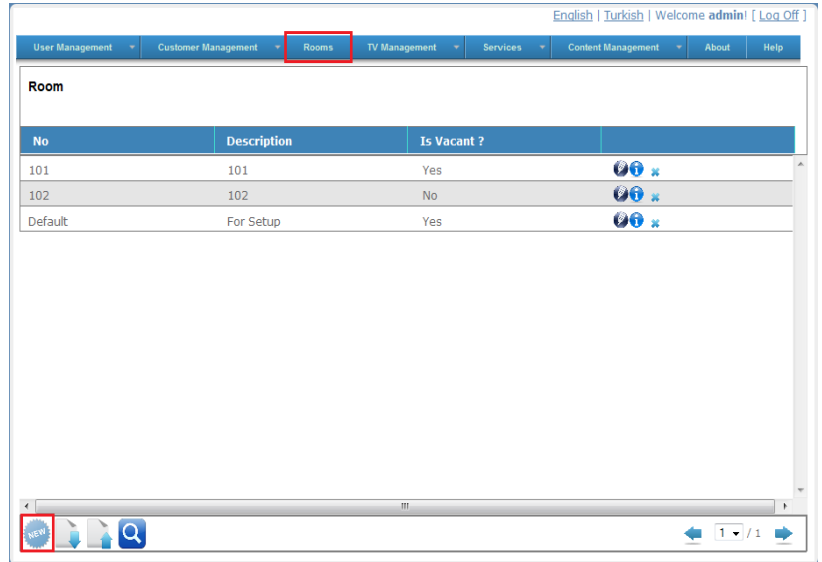 English | Turkish | Welcome admin! [ Log Off ]
User Management Customer Management Rooms TV Management Services Content Management About Help
Room
No Description Is Vacant ?
101 101 Yes
102 102 No
Default For Setup Yes
NEW 1 / 1